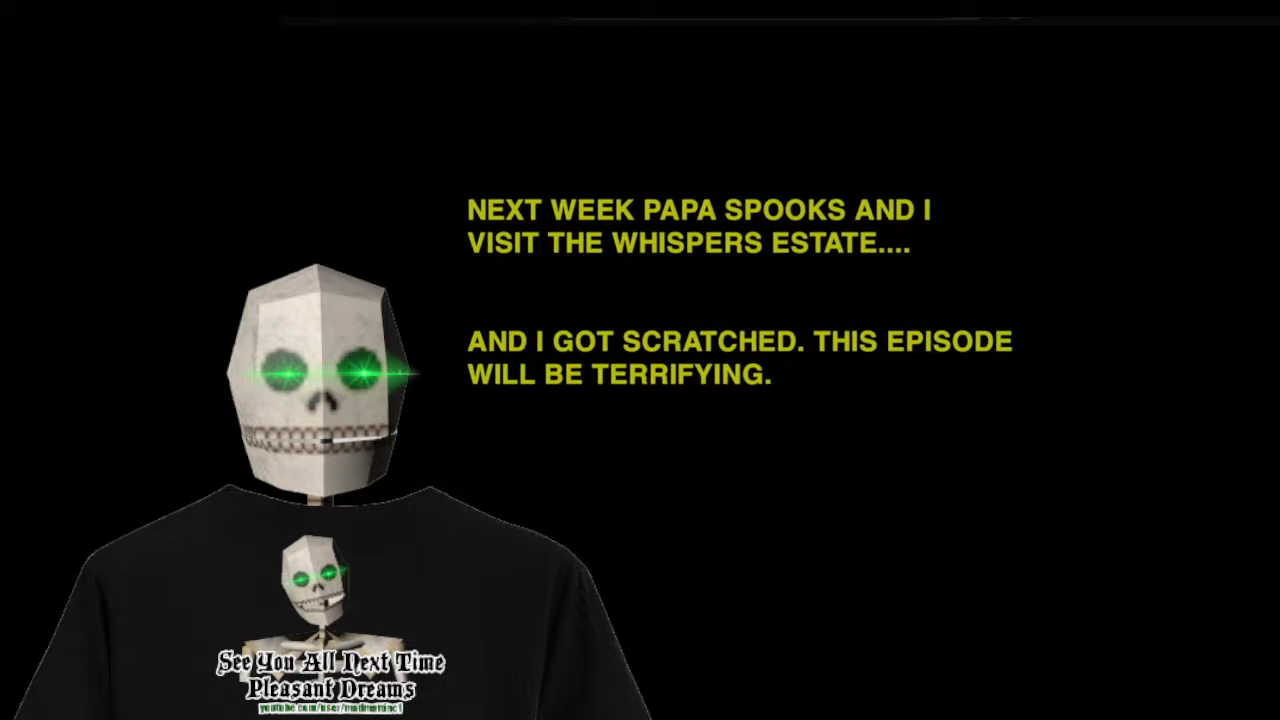 NEXT WEEK PAPA SPOOKS AND I
VISIT THE WHISPERS ESTATE....
AND I GOT SCRATCHED. THIS EPISODE
WILL BE TERRIFYING.
See You All Next Time
Pleasant Dreams